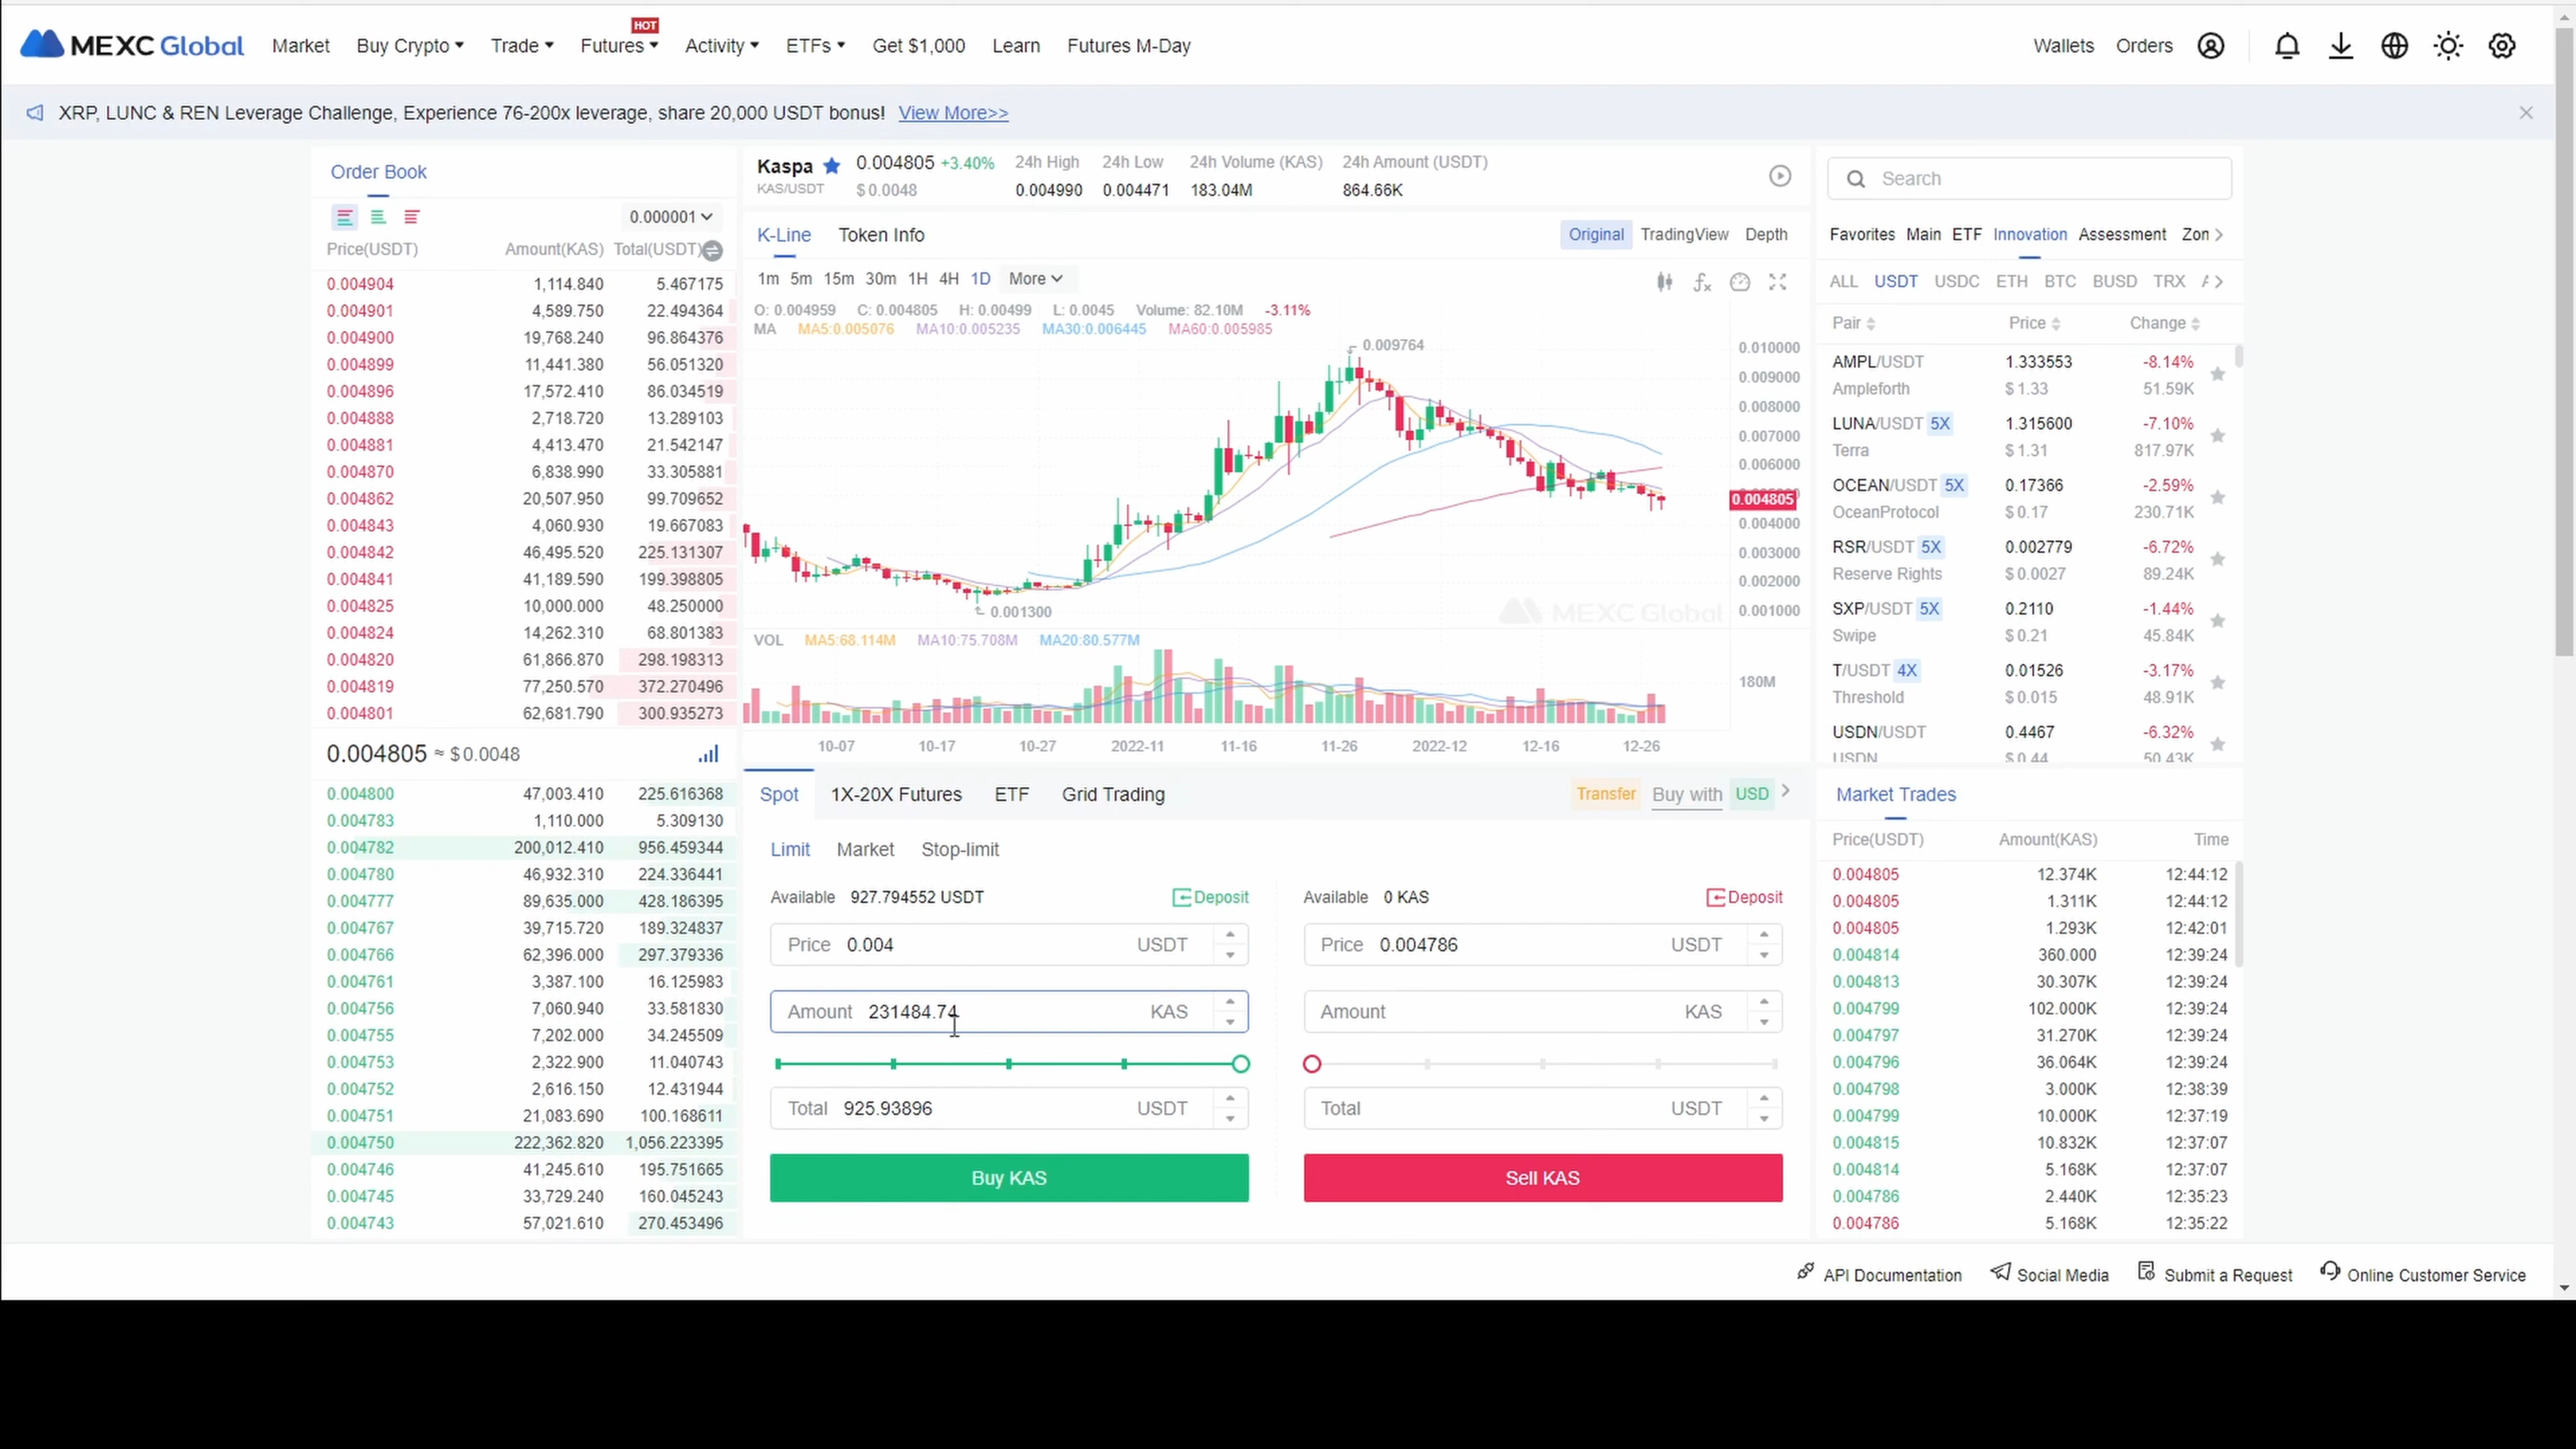 HOT
MEXC Global Market Buy Crypto Trade Futures Activity ETFs Get $1,000 Learn Futures M-Day Wallets Orders
XRP, LUNC & REN Leverage Challenge, Experience 76-200x leverage, share 20,000 USDT bonus! View More>>
Order Book
0.000001
Price(USDT) Amount(KAS) Total(USDT)
0.004904 1,114.840 5.467175
0.004901 4,589.750 22.494364
0.004900 19,768.240 96.864376
0.004899 11,441.380 56.051320
0.004896 17,572.410 86.034519
0.004888 2,718.720 13.289103
0.004881 4,413.470 21.542147
0.004870 6,838.990 33.305881
0.004862 20,507.950 99.709652
0.004843 4,060.930 19.667083
0.004842 46,495.520 225.131307
0.004841 41,189.590 199.398805
0.004825 10,000.000 48.250000
0.004824 14,262.310 68.801383
0.004820 61,866.870 298.198313
0.004819 77,250.570 372.270496
0.004801 62,681.790 300.935273
0.004805 ≈ $0.0048
0.004800 47,003.410 225.616368
0.004783 1,110.000 5.309130
0.004782 200,012.410 956.459344
0.004780 46,932.310 224.336441
0.004777 89,635.000 428.186395
0.004767 39,715.720 189.324837
0.004766 62,396.000 297.379336
0.004761 3,387.100 16.125983
0.004756 7,060.940 33.581830
0.004755 7,202.000 34.245509
0.004753 2,322.900 11.040743
0.004752 2,616.150 12.431944
0.004751 21,083.690 100.168611
0.004750 222,362.820 1,056.223395
0.004746 41,245.610 195.751665
0.004745 33,729.240 160.045243
0.004743 57,021.610 270.453496
Kaspa 0.004805 +3.40% 24h High 24h Low 24h Volume (KAS) 24h Amount (USDT)
KAS/USDT $0.0048 0.004990 0.004471 183.04M 864.66K
K-Line Token Info Original TradingView Depth
1m 5m 15m 30m 1H 4H 1D More
O: 0.004959 C: 0.004805 H: 0.00499 L: 0.0045 Volume: 82.10M -3.11%
MA MA5:0.005076 MA10:0.005235 MA30:0.006445 MA60:0.005985
0.009764
0.010000
0.009000
0.008000
0.007000
0.006000
0.004805
0.004000
0.003000
0.002000
0.001300
0.001000
MEXC Global
VOL MA5:68.114M MA10:75.708M MA20:80.577M
180M
10-07 10-17 10-27 2022-11 11-16 11-26 2022-12 12-16 12-26
Spot 1X-20X Futures ETF Grid Trading Transfer Buy with USD
Limit Market Stop-limit
Available 927.794552 USDT Deposit
Price 0.004 USDT
Amount 231484.74 KAS
Total 925.93896 USDT
Buy KAS
Available 0 KAS Deposit
Price 0.004786 USDT
Amount KAS
Total USDT
Sell KAS
Search
Favorites Main ETF Innovation Assessment Zon
ALL USDT USDC ETH BTC BUSD TRX
Pair Price Change
AMPL/USDT 1.333553 -8.14%
Ampleforth $1.33 51.59K
LUNA/USDT 5X 1.315600 -7.10%
Terra $1.31 817.97K
OCEAN/USDT 5X 0.17366 -2.59%
OceanProtocol $0.17 230.71K
RSR/USDT 5X 0.002779 -6.72%
Reserve Rights $0.0027 89.24K
SXP/USDT 5X 0.2110 -1.44%
Swipe $0.21 45.84K
T/USDT 4X 0.01526 -3.17%
Threshold $0.015 48.91K
USDN/USDT 0.4467 -6.32%
USDN $0.44 50.43K
Market Trades
Price(USDT) Amount(KAS) Time
0.004805 12.374K 12:44:12
0.004805 1.311K 12:44:12
0.004805 1.293K 12:42:01
0.004814 360.000 12:39:24
0.004813 30.307K 12:39:24
0.004799 102.000K 12:39:24
0.004797 31.270K 12:39:24
0.004796 36.064K 12:39:24
0.004798 3.000K 12:38:39
0.004799 10.000K 12:37:19
0.004815 10.832K 12:37:07
0.004814 5.168K 12:37:07
0.004786 2.440K 12:35:23
0.004786 5.168K 12:35:22
API Documentation Social Media Submit a Request Online Customer Service